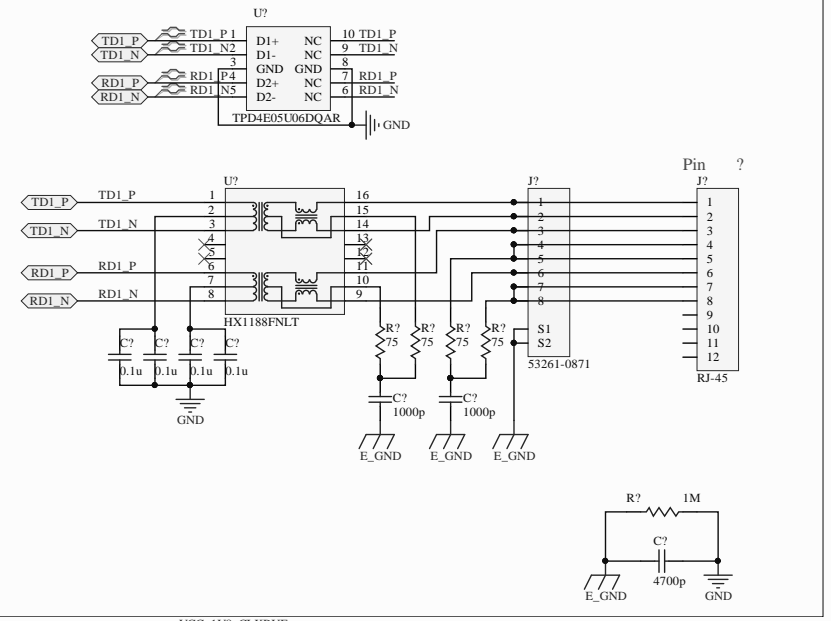 U?
TD1_P TD1_P 1 D1+ NC 10 TD1_P
TD1_N TD1_N 2 D1- NC 9 TD1_N
3 GND GND 8
RD1_P RD1_P 4 D2+ NC 7 RD1_P
RD1_N RD1_N 5 D2- NC 6 RD1_N
TPD4E05U06DQAR
GND
Pin ?
U? J? J?
TD1_P TD1_P 1 16 1 1
2 15 2 2
TD1_N TD1_N 3 14 3 3
4 13 4 4
5 12 5 5
RD1_P RD1_P 6 11 6 6
7 10 7 7
RD1_N RD1_N 8 9 8 8
9
HX1188FNLT
R? R? R? R? S1 10
75 75 75 75 S2 11
C? C? C? C? 12
0.1u 0.1u 0.1u 0.1u
53261-0871
RJ-45
C? C?
1000p 1000p
GND
E_GND E_GND E_GND
R? 1M
C?
4700p
E_GND GND